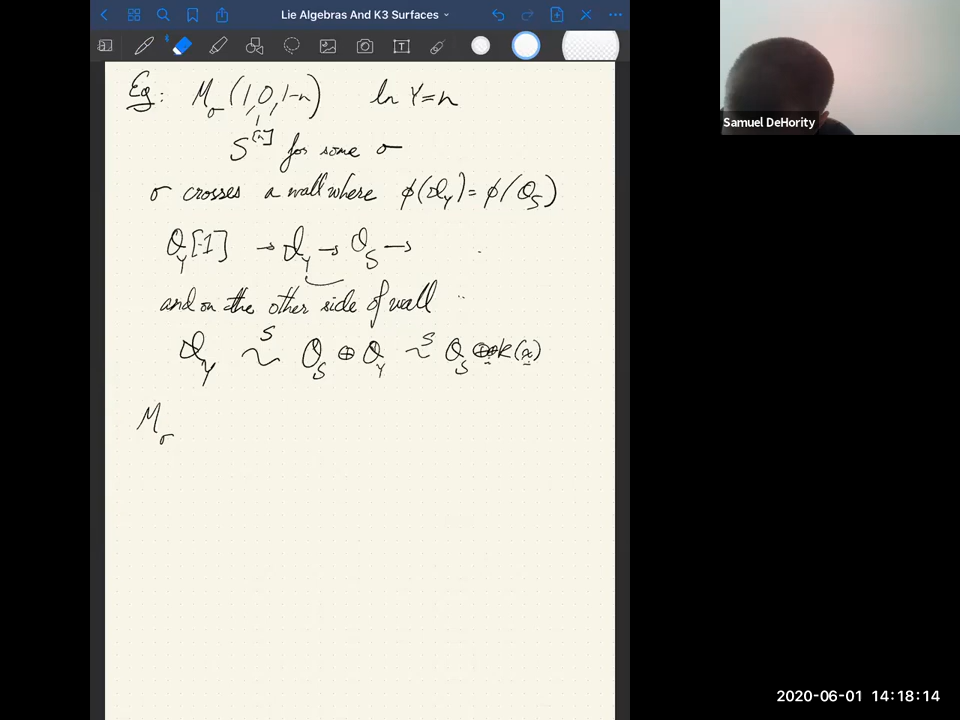 Lie Algebras And K3 Surfaces
Samuel DeHority
Eg: M_σ(1,0,1-n) ln Y=n
S^[n] for some σ
σ crosses a wall where φ(I_Y)=φ(O_S)
O_Y[-1] → I_Y → O_S →
and on the other side of wall
I_Y ~^S O_S ⊕ O_Y ~^S O_S ⊕ k(x)
M_σ
2020-06-01 14:18:14